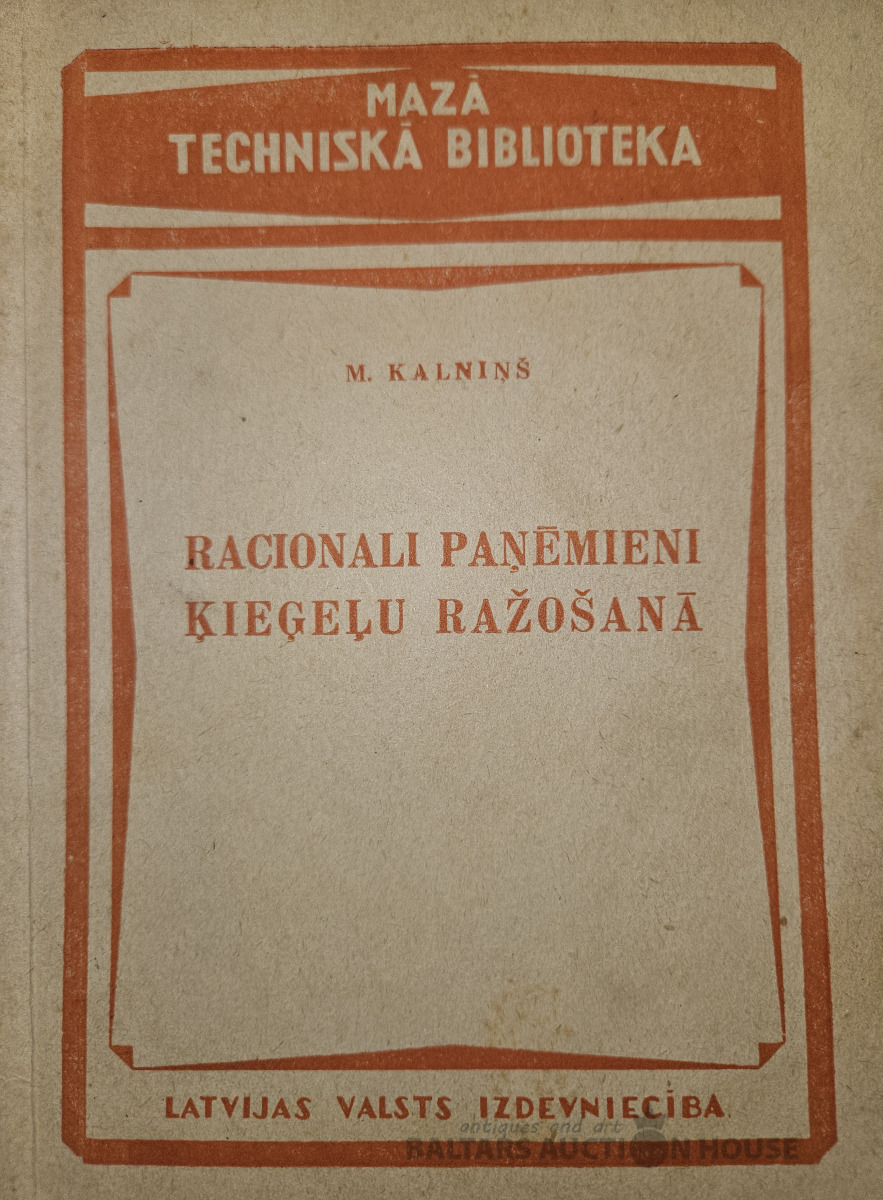 MAZĀ
TECHNISKĀ BIBLIOTEKA
M. KALNIŅŠ
RACIONALI PAŅĒMIENI
ĶIEĢEĻU RAŽOŠANĀ
LATVIJAS VALSTS IZDEVNIECĪBA
antiques and art
BALTARS AUCTION HOUSE